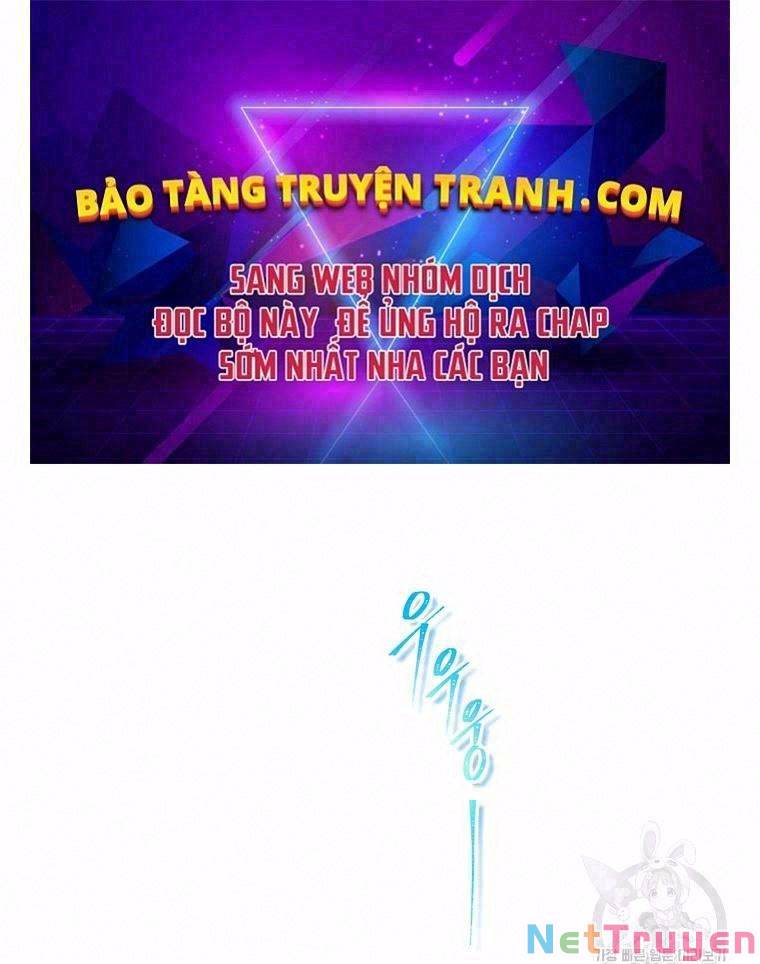 BẢO TÀNG TRUYỆN TRANH.COM
SANG WEB NHÓM DỊCH
ĐỌC BỘ NÀY ĐỂ ỦNG HỘ RA CHAP
SỚM NHẤT NHA CÁC BẠN
우우웅ㅡ
NetTruyen